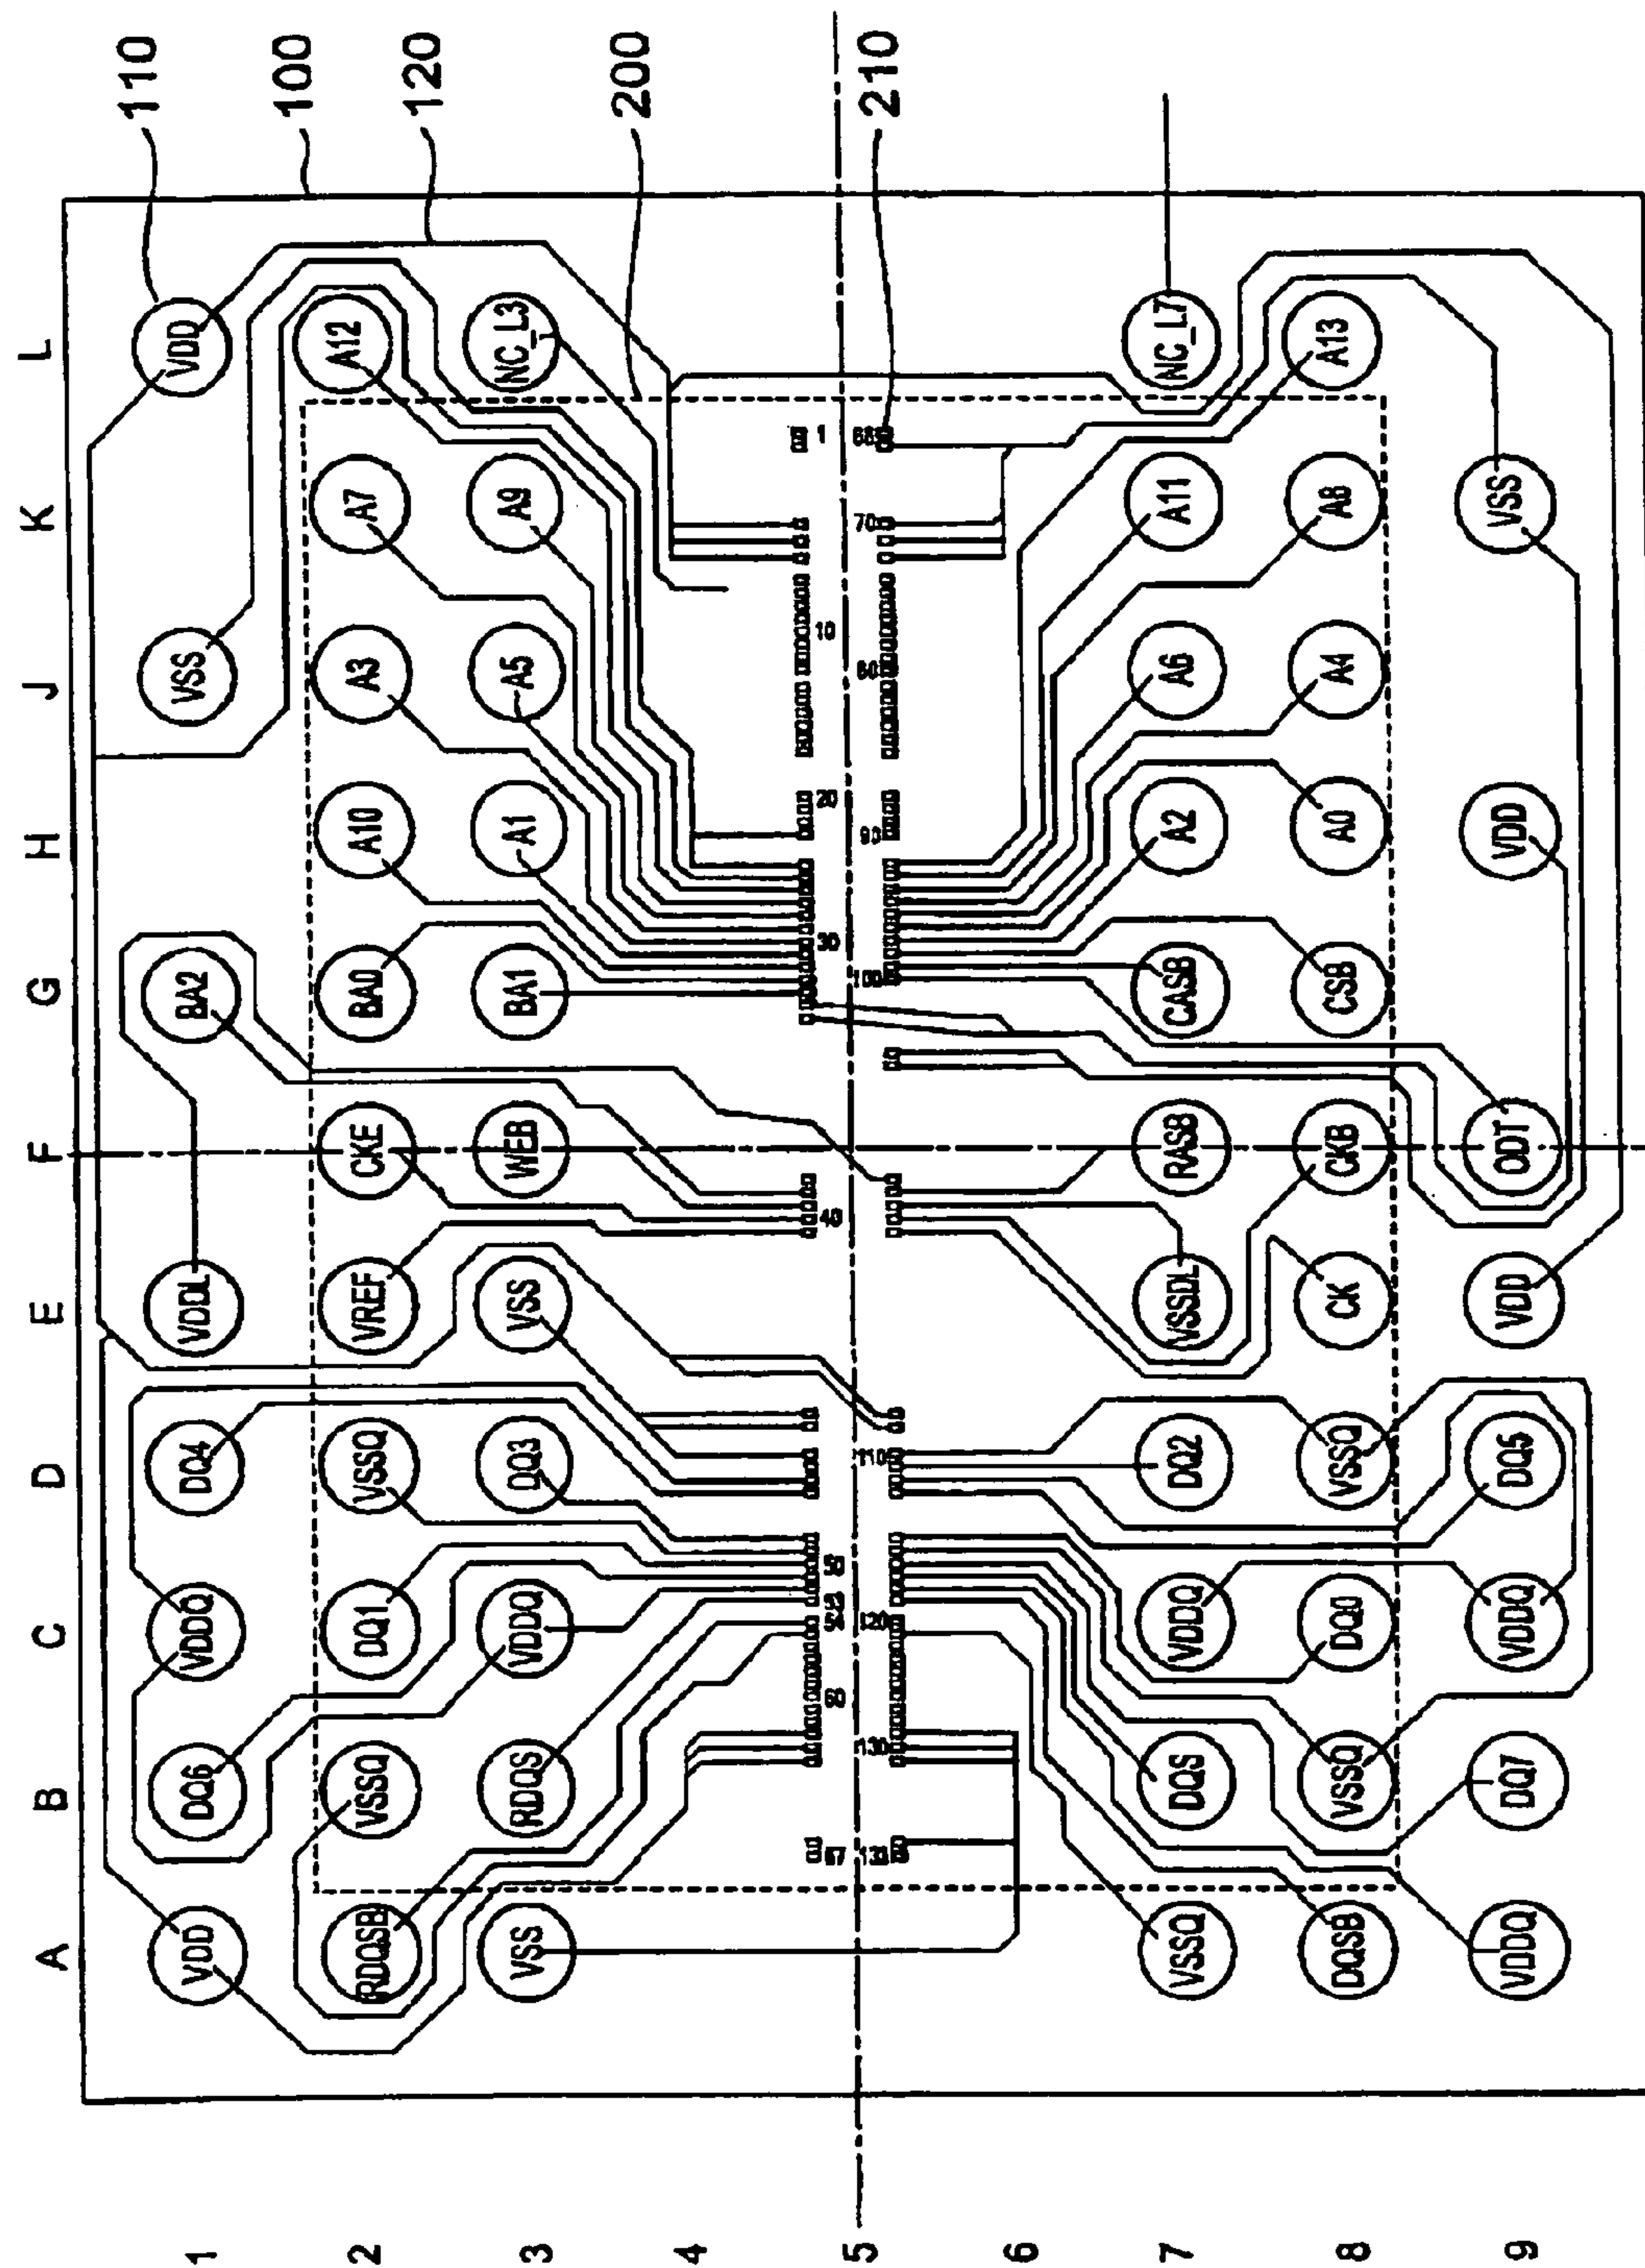 A B C D E F G H J K L
1 VDD DQ6 VDDQ DQ4 VDDL BA2 VSS VDD
2 RDQSB VSSQ DQ1 VSSQ VREF CKE BA0 A10 A3 A7 A12
3 VSS RDQS VDDQ DQ3 VSS WEB BA1 A1 A5 A9 NC_L3
4
67 60 54 53 50 40 30 20 10 1
5
133 130 120 110 100 70
6
7 VSSQ DQS VDDQ DQ2 VSSDL RASB CASB A2 A6 A11 NC_L7
8 DQSB VSSQ DQ0 VSSQ CK CKB CSB A0 A4 A8 A13
9 VDDQ DQ7 VDDQ DQ5 VDD ODT VDD VSS
110
100
120
200
210